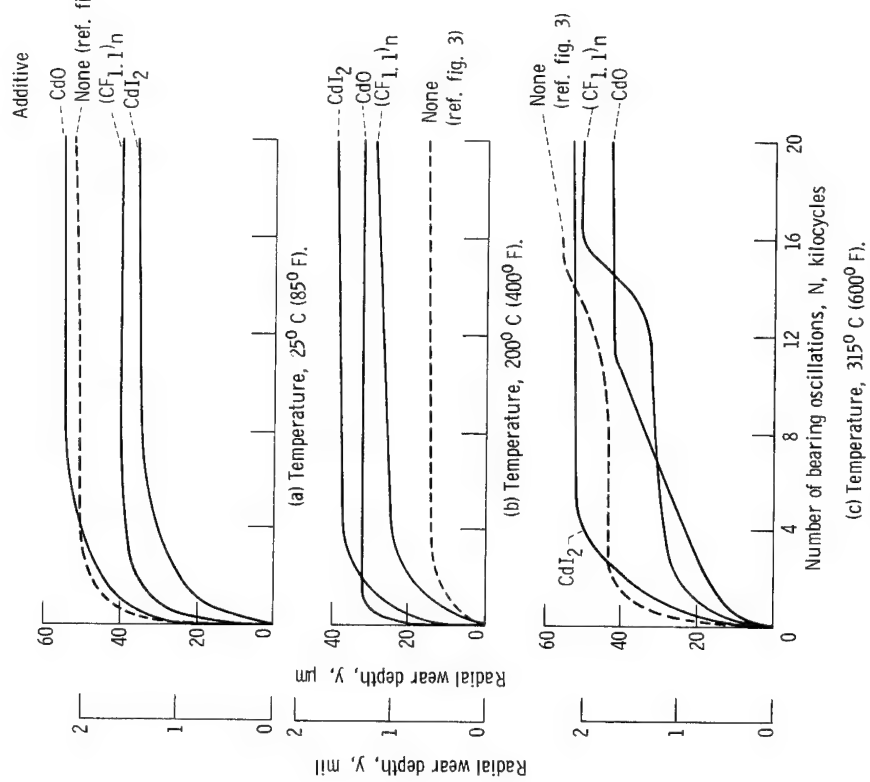 Additive
CdO
None (ref. fi
(CF1.1)n
CdI2
(a) Temperature, 25° C (85° F).
CdI2
CdO
(CF1.1)n
None
(ref. fig. 3)
(b) Temperature, 200° C (400° F).
None
(ref. fig. 3)
(CF1.1)n
CdO
CdI2
60
40
20
0
40
20
0
60
40
20
0
2
1
0
2
1
0
2
1
0
Radial wear depth, y, µm
Radial wear depth, y, mil
0 4 8 12 16 20
Number of bearing oscillations, N, kilocycles
(c) Temperature, 315° C (600° F).